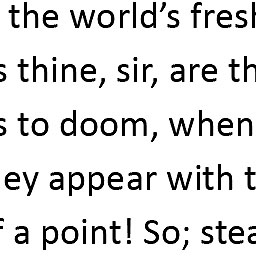 the world’s fresh
s thine, sir, are th
s to doom, when
ey appear with t
f a point! So; stea